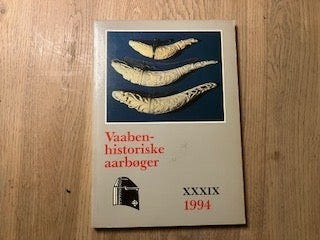 Vaaben-
historiske
aarbøger
XXXIX
1994